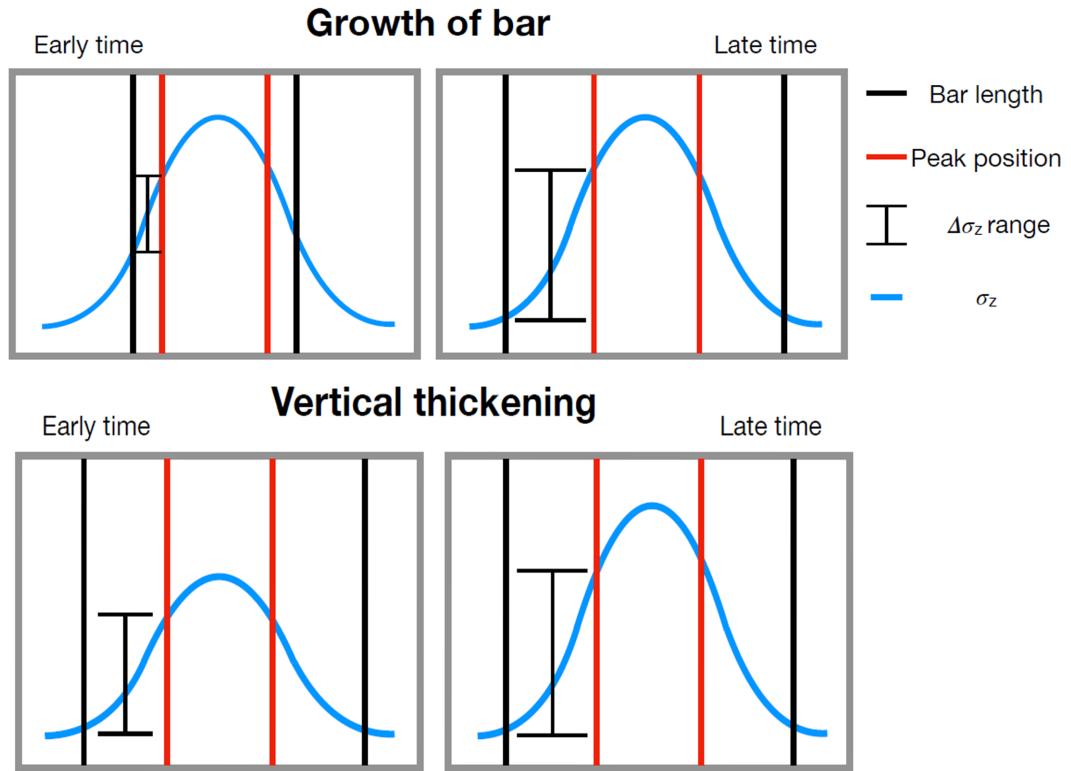 Growth of bar
Early time
Late time
Bar length
Peak position
Δσz range
σz
Vertical thickening
Early time
Late time